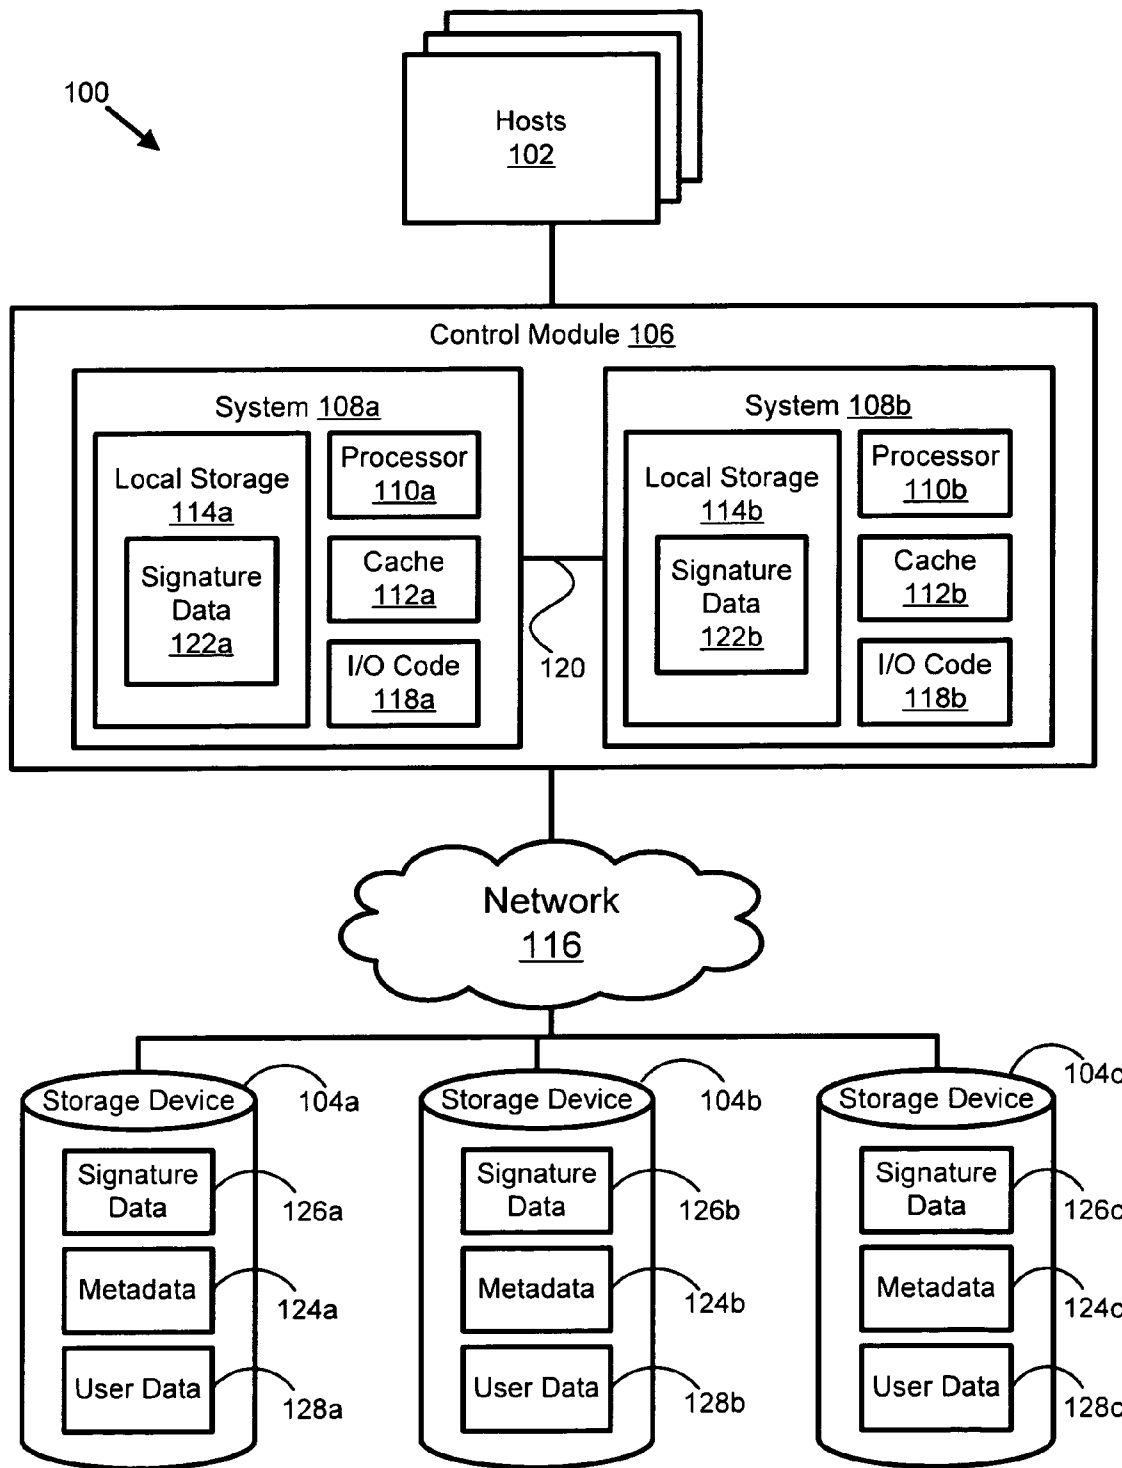 100
Hosts
102
Control Module 106
System 108a
Local Storage
114a
Signature
Data
122a
Processor
110a
Cache
112a
I/O Code
118a
120
System 108b
Local Storage
114b
Signature
Data
122b
Processor
110b
Cache
112b
I/O Code
118b
Network
116
Storage Device
104a
Signature
Data
126a
Metadada
124a
User Data
128a
Storage Device
104b
Signature
Data
126b
Metadata
124b
User Data
128b
Storage Device
104c
Signature
Data
126c
Metadata
124c
User Data
128c